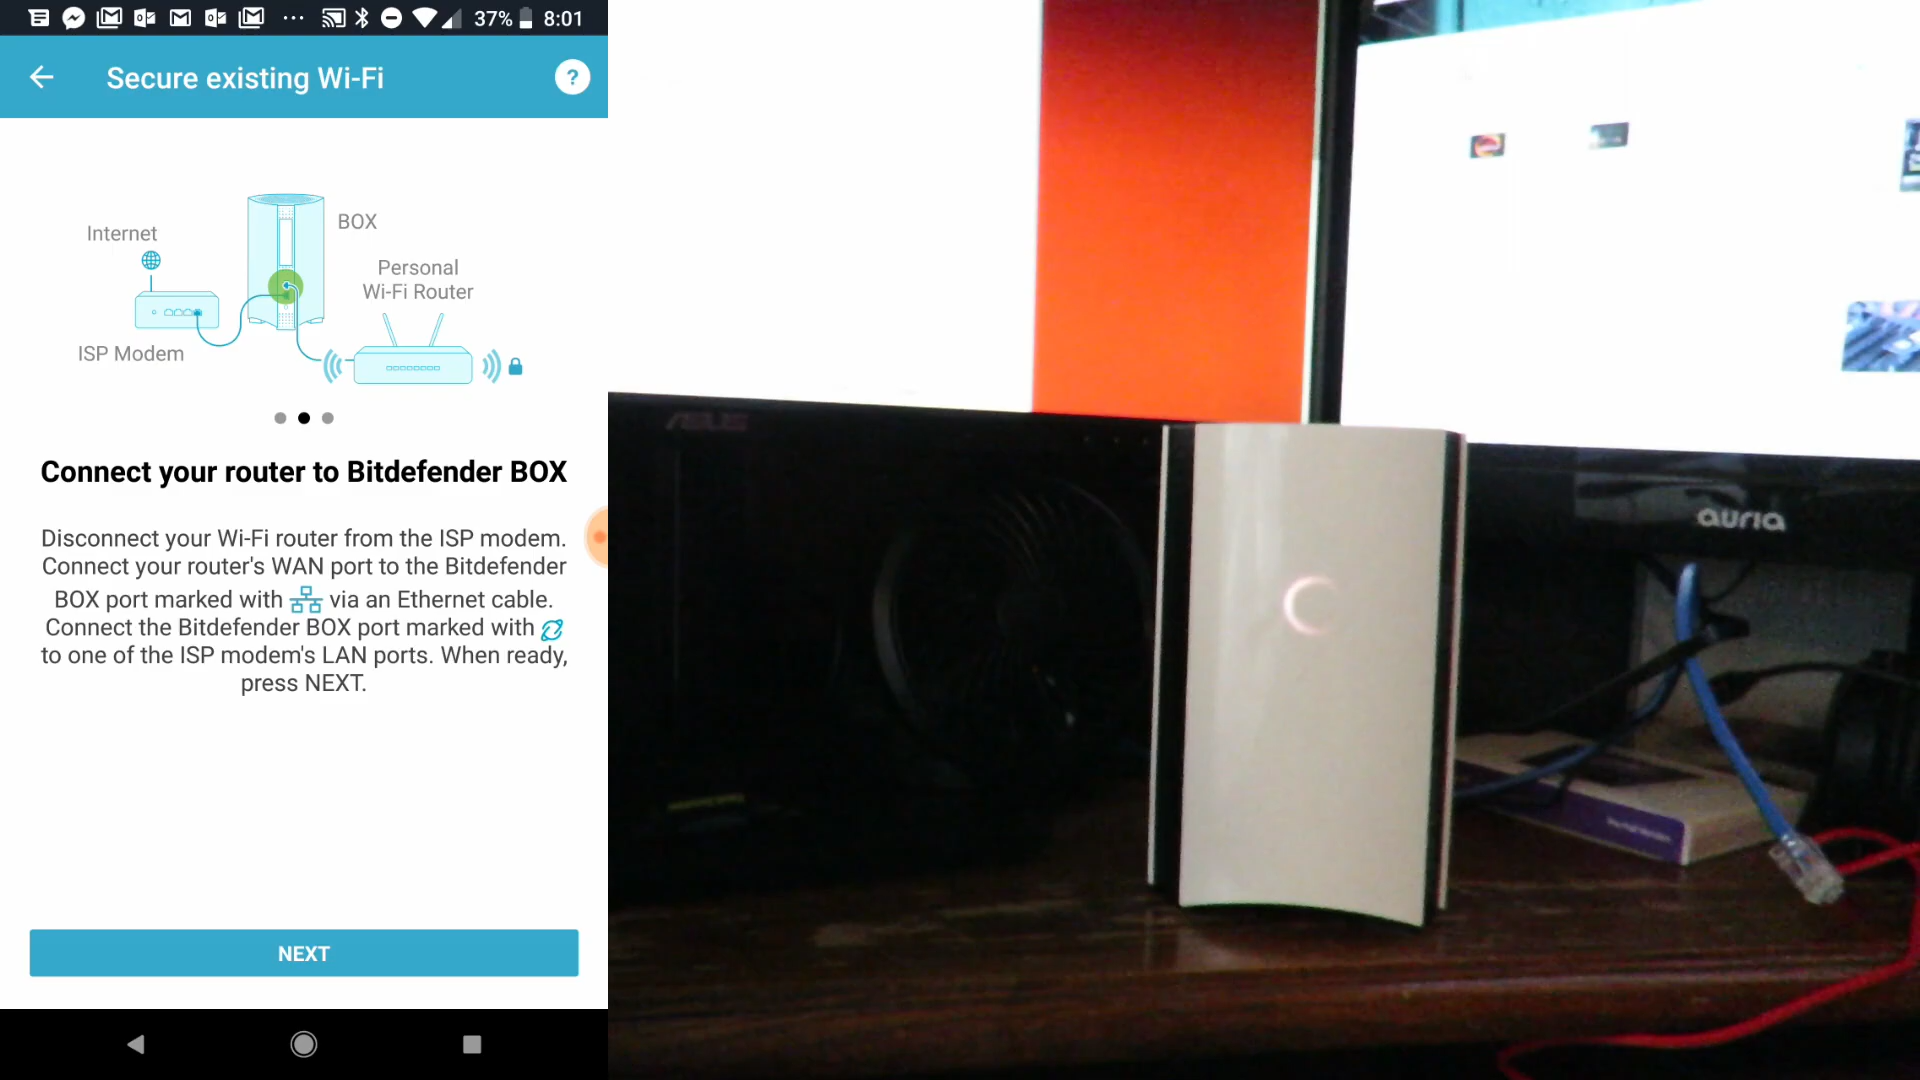 37% 8:01
Secure existing Wi-Fi
?
Internet
BOX
Personal
Wi-Fi Router
ISP Modem
Connect your router to Bitdefender BOX
Disconnect your Wi-Fi router from the ISP modem.
Connect your router's WAN port to the Bitdefender
BOX port marked with via an Ethernet cable.
Connect the Bitdefender BOX port marked with
to one of the ISP modem's LAN ports. When ready,
press NEXT.
NEXT
ASUS
auria